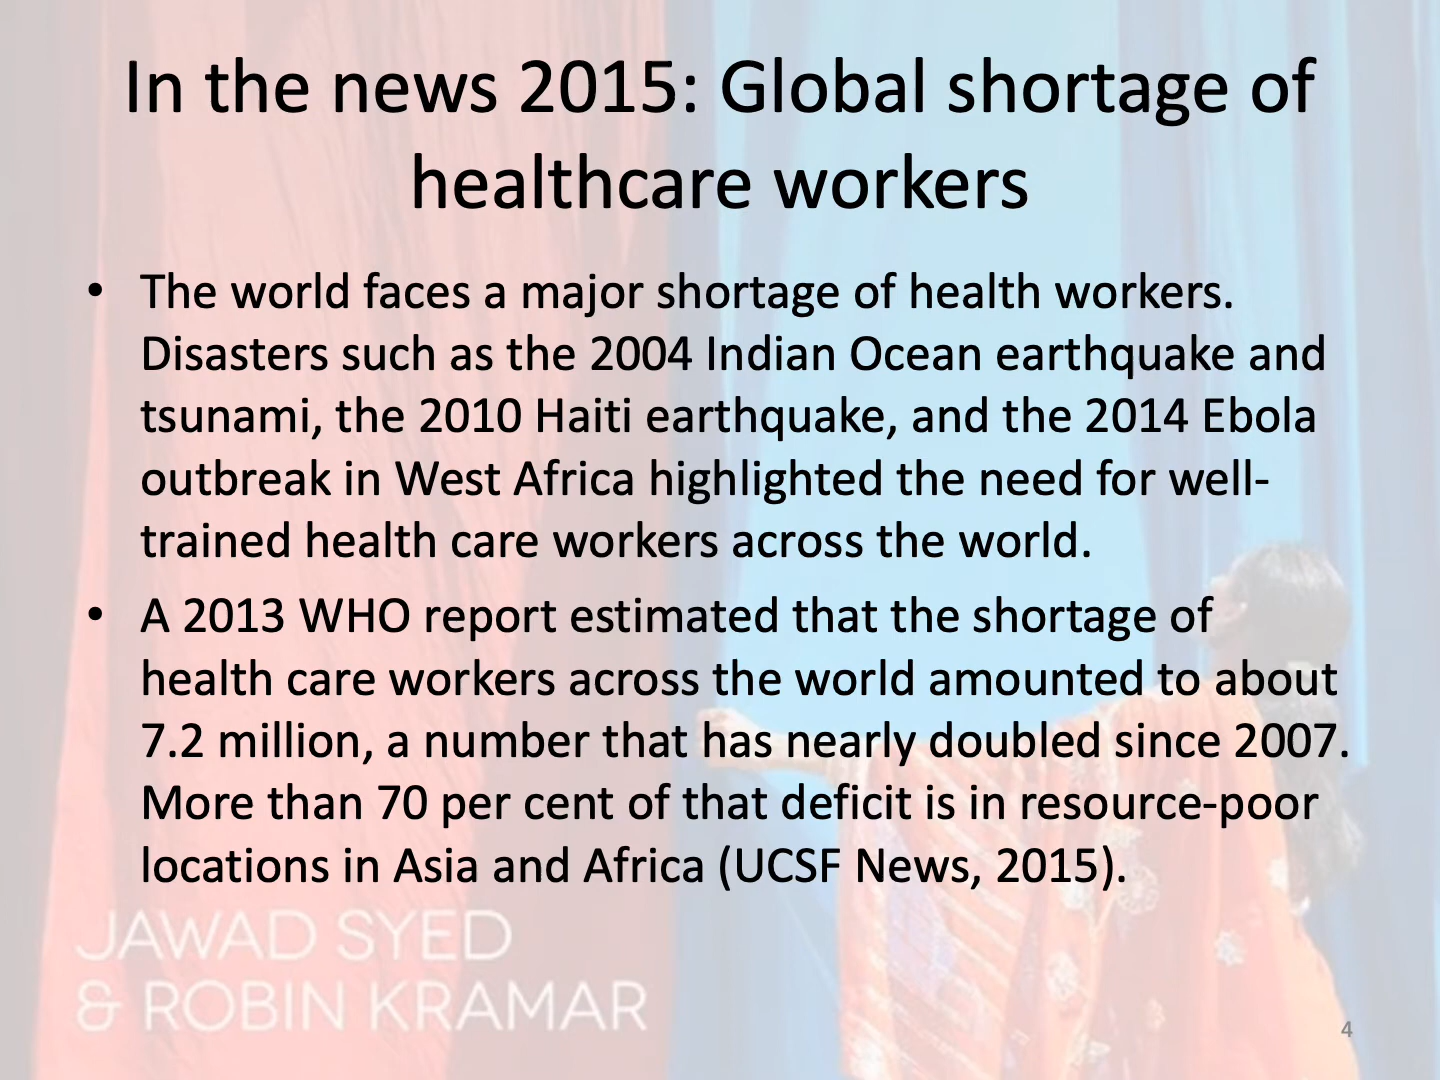 In the news 2015: Global shortage of
healthcare workers
• The world faces a major shortage of health workers.
Disasters such as the 2004 Indian Ocean earthquake and
tsunami, the 2010 Haiti earthquake, and the 2014 Ebola
outbreak in West Africa highlighted the need for well-
trained health care workers across the world.
• A 2013 WHO report estimated that the shortage of
health care workers across the world amounted to about
7.2 million, a number that has nearly doubled since 2007.
More than 70 per cent of that deficit is in resource-poor
locations in Asia and Africa (UCSF News, 2015).
JAWAD SYED
& ROBIN KRAMAR
4